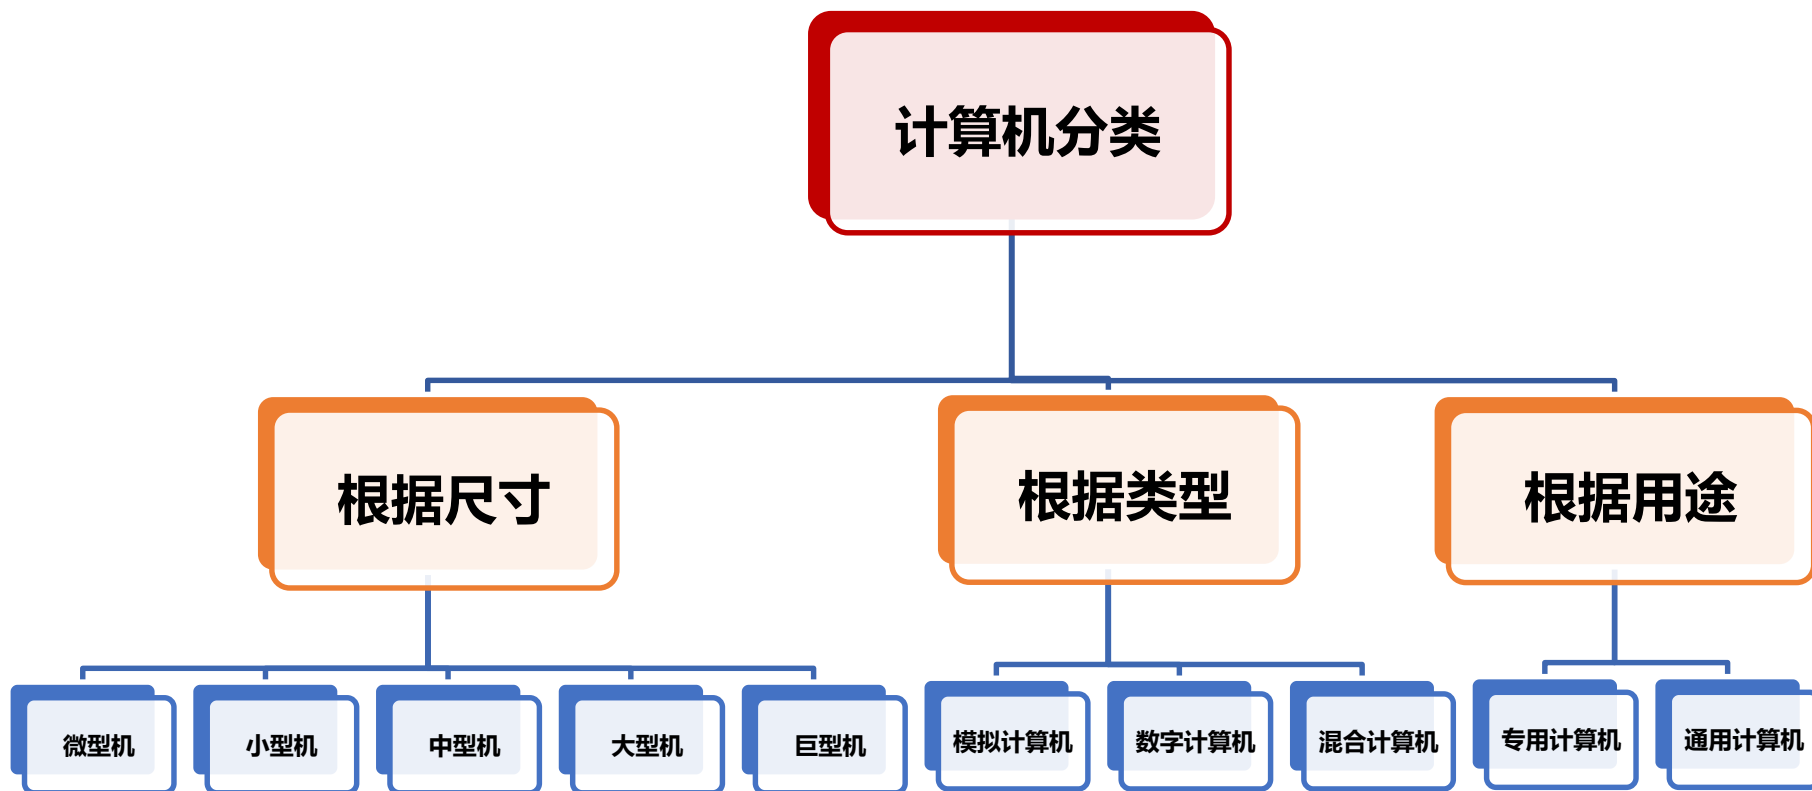 计算机分类
根据尺寸
根据类型
根据用途
微型机
小型机
中型机
大型机
巨型机
模拟计算机
数字计算机
混合计算机
专用计算机
通用计算机